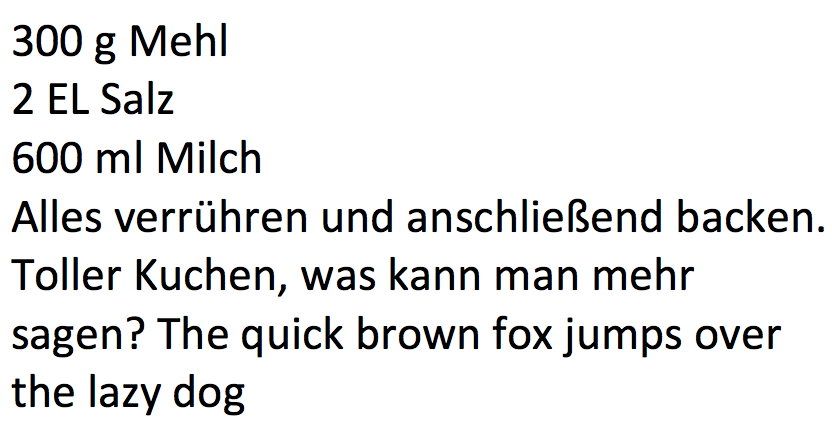 300 g Mehl
2 EL Salz
600 ml Milch
Alles verrühren und anschließend backen.
Toller Kuchen, was kann man mehr
sagen? The quick brown fox jumps over
the lazy dog